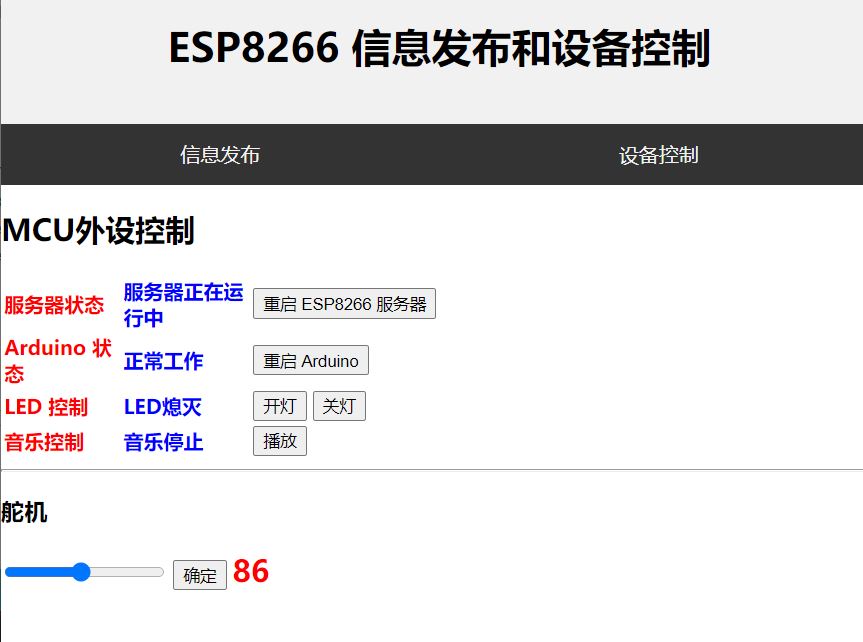 ESP8266 信息发布和设备控制
信息发布 设备控制
MCU外设控制
服务器状态 服务器正在运行中 重启 ESP8266 服务器
Arduino 状态 正常工作 重启 Arduino
LED 控制 LED熄灭 开灯 关灯
音乐控制 音乐停止 播放
舵机
确定 86